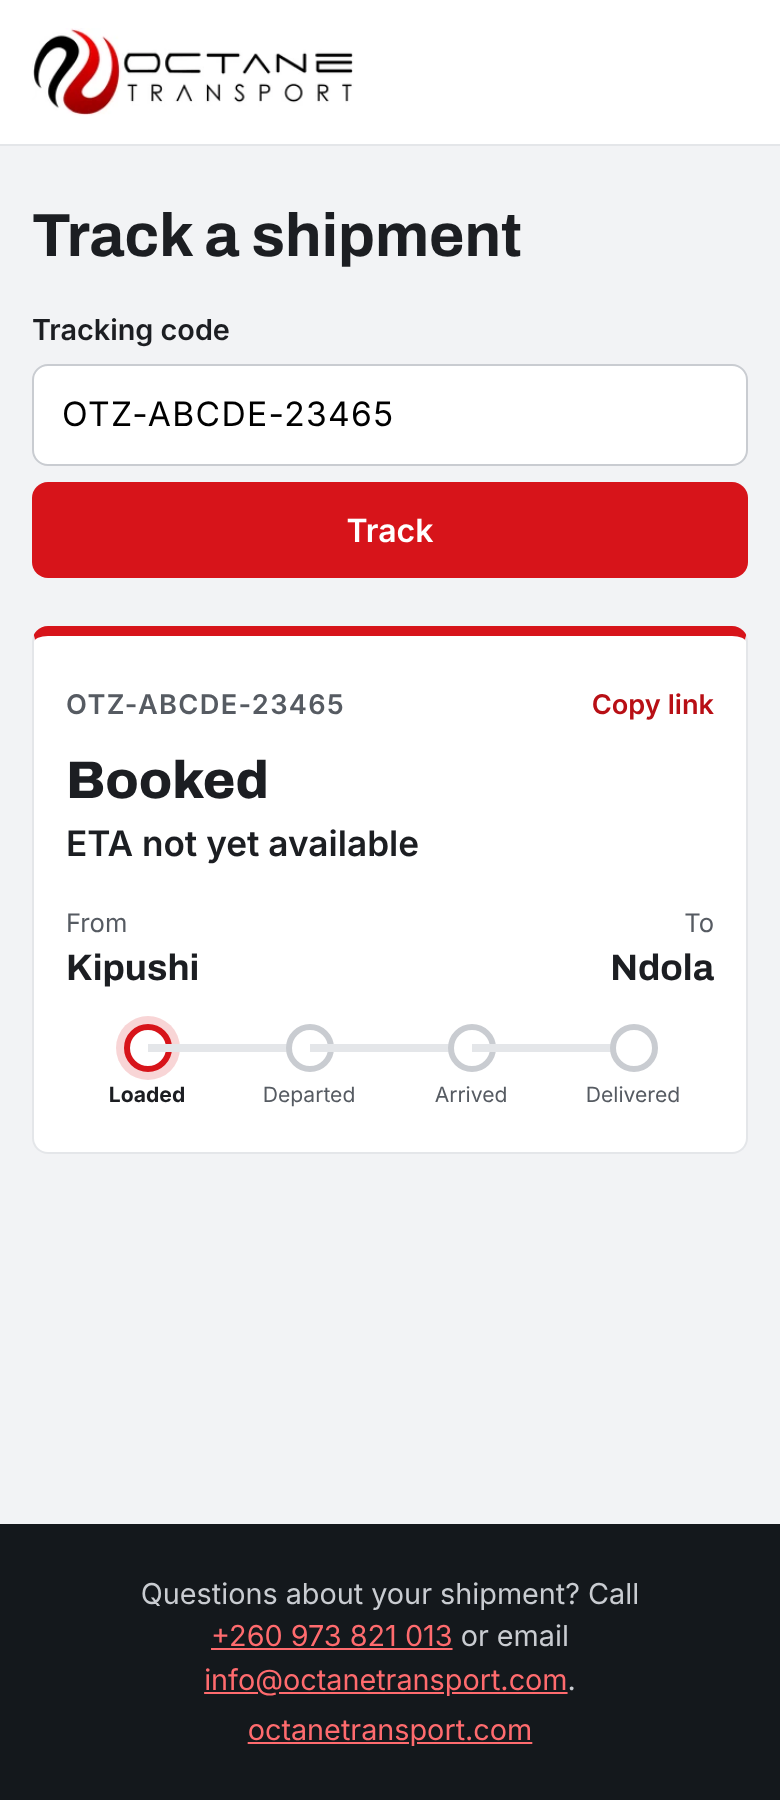 OCTANE
TRANSPORT
Track a shipment
Tracking code
OTZ-ABCDE-23465
Track
OTZ-ABCDE-23465 Copy link
Booked
ETA not yet available
From To
Kipushi Ndola
Loaded Departed Arrived Delivered
Questions about your shipment? Call
+260 973 821 013 or email
info@octanetransport.com.
octanetransport.com